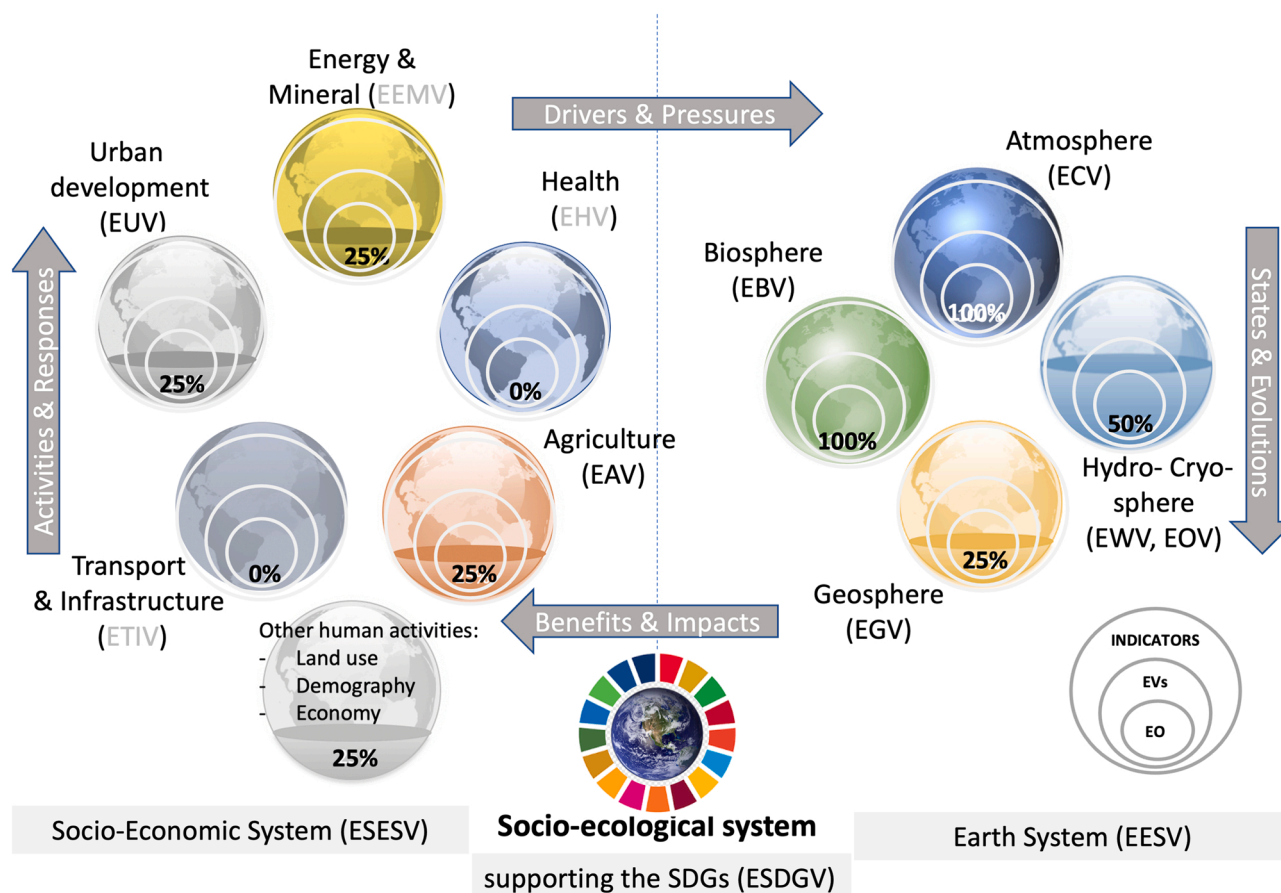 Energy &
Mineral (EEMV)
Drivers & Pressures
Urban
development
(EUV)
Health
(EHV)
Atmosphere
(ECV)
Biosphere
(EBV)
25%
25%
0%
100%
100%
100%
50%
Activities & Responses
States & Evolutions
Agriculture
(EAV)
Hydro- Cryo-
sphere
(EWV, EOV)
0%
25%
25%
Transport
& Infrastructure
(ETIV)
Geosphere
(EGV)
Benefits & Impacts
Other human activities:
- Land use
- Demography
- Economy
25%
INDICATORS
EVs
EO
Socio-Economic System (ESESV)
Socio-ecological system
supporting the SDGs (ESDGV)
Earth System (EESV)